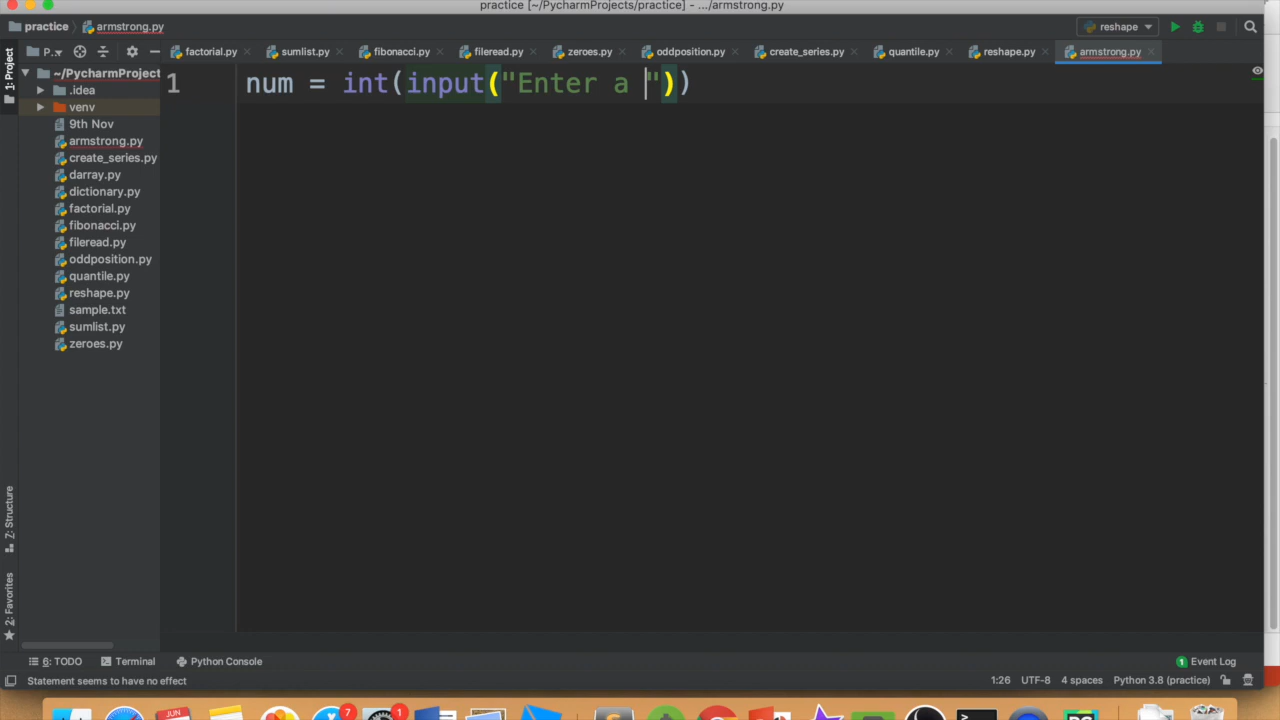 practice [~/PycharmProjects/practice] - .../armstrong.py
practice armstrong.py reshape
1: Project P.. factorial.py sumlist.py fibonacci.py fileread.py zeroes.py oddposition.py create_series.py quantile.py reshape.py armstrong.py
~/PycharmProject
.idea
venv
9th Nov
armstrong.py
create_series.py
darray.py
dictionary.py
factorial.py
fibonacci.py
fileread.py
oddposition.py
quantile.py
reshape.py
sample.txt
sumlist.py
zeroes.py
1 num = int(input("Enter a "))
Z: Structure
2: Favorites
6: TODO Terminal Python Console 1 Event Log
Statement seems to have no effect 1:26 UTF-8 4 spaces Python 3.8 (practice)
JUN 7 1
PC